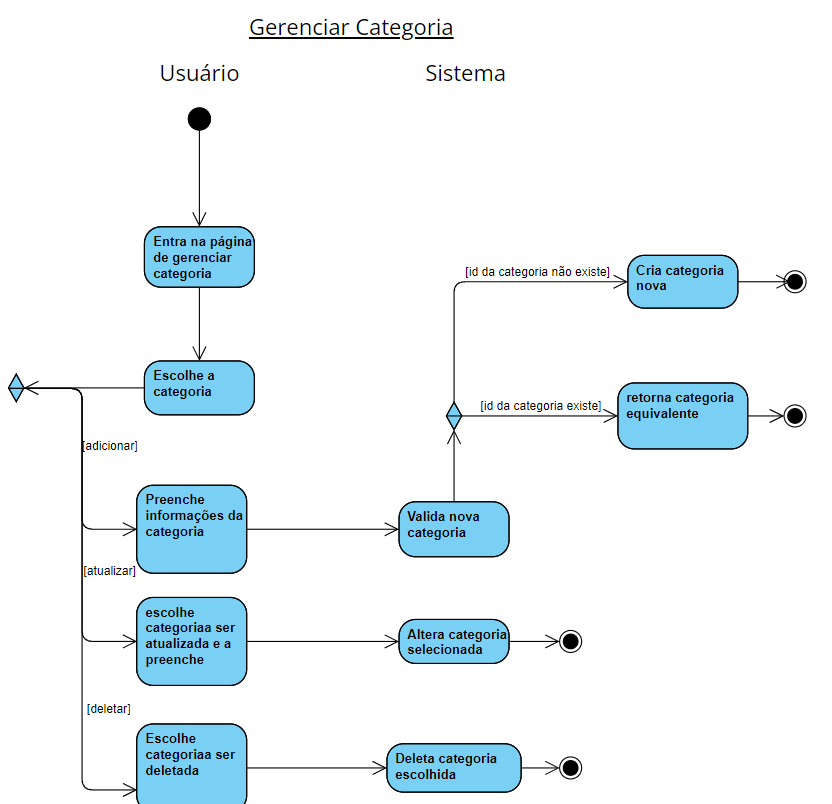 Gerenciar Categoria
Usuário
Sistema
Entra na página
de gerenciar
categoria
[id da categoria não existe]
Cria categoria
nova
Escolhe a
categoria
[id da categoria existe]
retorna categoria
equivalente
[adicionar]
Preenche
informações da
categoria
Valida nova
categoria
[atualizar]
escolhe
categoriaa ser
atualizada e a
preenche
Altera categoria
selecionada
[deletar]
Escolhe
categoriaa ser
deletada
Deleta categoria
escolhida